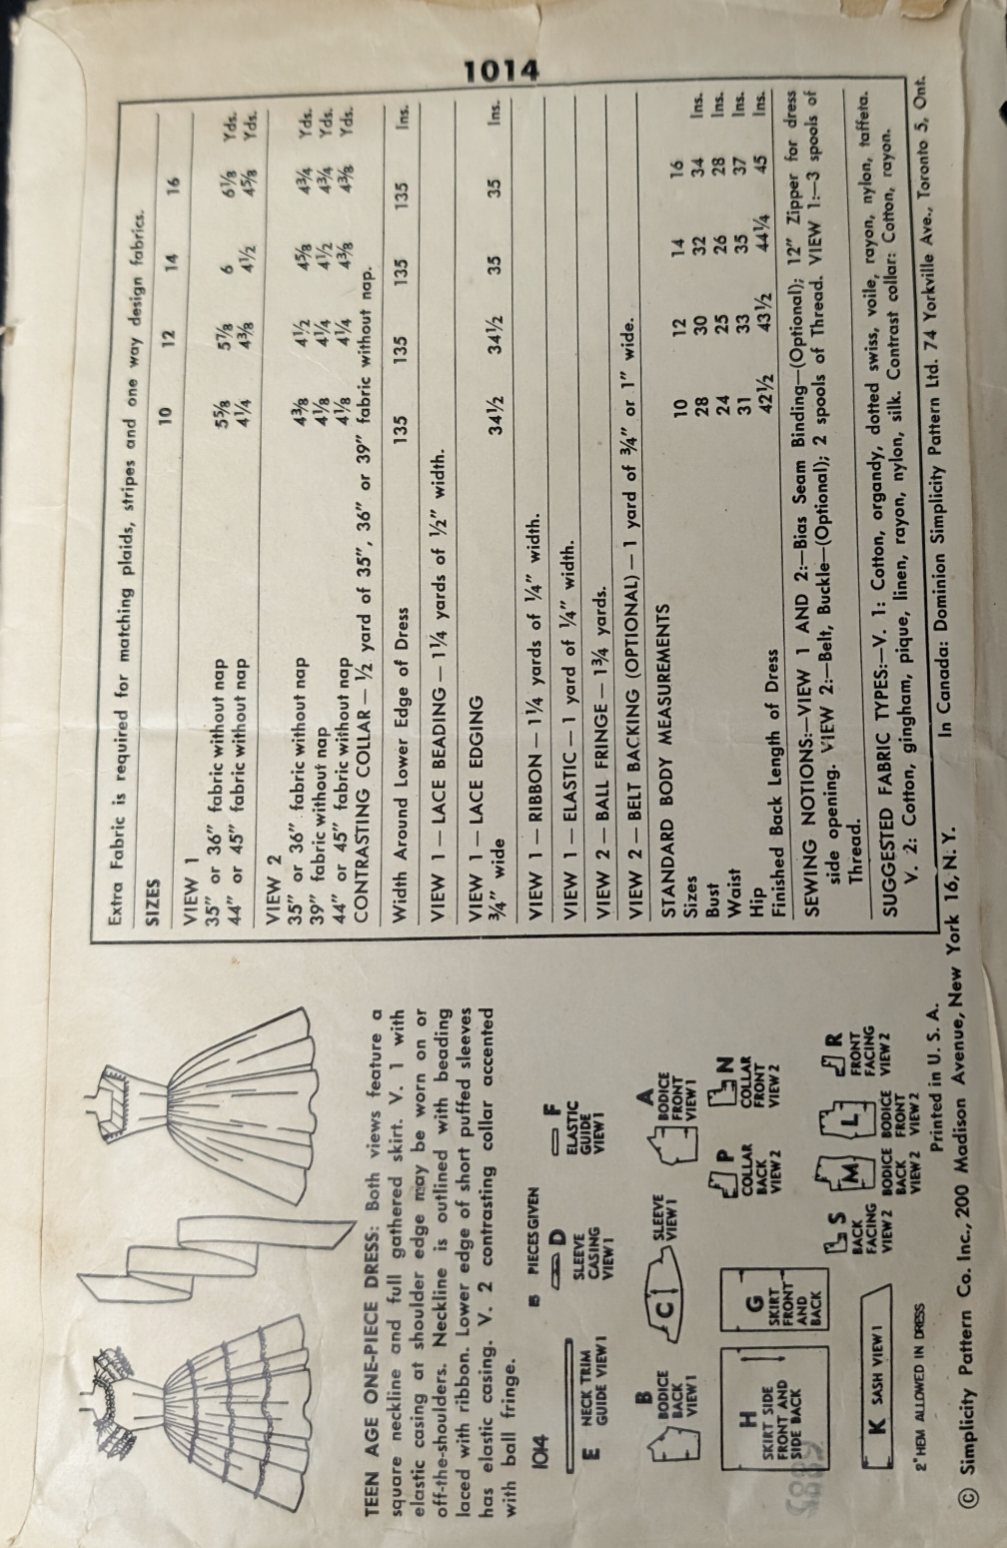 1014
TEEN AGE ONE-PIECE DRESS: Both views feature a
square neckline and full gathered skirt. V. 1 with
elastic casing at shoulder edge may be worn on or
off-the-shoulders. Neckline is outlined with beading
laced with ribbon. Lower edge of short puffed sleeves
has elastic casing. V. 2 contrasting collar accented
with ball fringe.
1014
PIECES GIVEN
E NECK TRIM GUIDE VIEW 1
D SLEEVE CASING VIEW 1
F ELASTIC GUIDE VIEW 1
B BODICE BACK VIEW 1
C SLEEVE VIEW 1
A BODICE FRONT VIEW 1
H SKIRT SIDE FRONT AND SIDE BACK
G SKIRT FRONT AND BACK
P COLLAR BACK VIEW 2
N COLLAR FRONT VIEW 2
K SASH VIEW 1
S BACK FACING VIEW 2
M BODICE BACK VIEW 2
L BODICE FRONT VIEW 2
R FRONT FACING VIEW 2
2" HEM ALLOWED IN DRESS
Printed in U. S. A.
Extra Fabric is required for matching plaids, stripes and one way design fabrics.
SIZES 10 12 14 16
VIEW 1
35" or 36" fabric without nap 5⅝ 5⅞ 6 6⅛ Yds.
44" or 45" fabric without nap 4¼ 4⅜ 4½ 4⅝ Yds.
VIEW 2
35" or 36" fabric without nap 4⅜ 4½ 4⅝ 4¾ Yds.
39" fabric without nap 4⅛ 4¼ 4½ 4¾ Yds.
44" or 45" fabric without nap 4⅛ 4¼ 4⅜ 4⅜ Yds.
CONTRASTING COLLAR — ½ yard of 35", 36" or 39" fabric without nap.
Width Around Lower Edge of Dress 135 135 135 135 Ins.
VIEW 1 — LACE BEADING — 1¼ yards of ½" width.
VIEW 1 — LACE EDGING
¾" wide 34½ 34½ 35 35 Ins.
VIEW 1 — RIBBON — 1¼ yards of ¼" width.
VIEW 1 — ELASTIC — 1 yard of ¼" width.
VIEW 2 — BALL FRINGE — 1¾ yards.
VIEW 2 — BELT BACKING (OPTIONAL) — 1 yard of ¾" or 1" wide.
STANDARD BODY MEASUREMENTS
Sizes 10 12 14 16
Bust 28 30 32 34 Ins.
Waist 24 25 26 28 Ins.
Hip 31 33 35 37 Ins.
Finished Back Length of Dress 42½ 43½ 44¼ 45 Ins.
SEWING NOTIONS:—VIEW 1 AND 2:—Bias Seam Binding—(Optional); 12" Zipper for dress
side opening. VIEW 2:—Belt, Buckle—(Optional); 2 spools of Thread. VIEW 1:—3 spools of
Thread.
SUGGESTED FABRIC TYPES:—V. 1: Cotton, organdy, dotted swiss, voile, rayon, nylon, taffeta.
V. 2: Cotton, gingham, pique, linen, rayon, nylon, silk. Contrast collar: Cotton, rayon.
© Simplicity Pattern Co. Inc., 200 Madison Avenue, New York 16, N. Y. In Canada: Dominion Simplicity Pattern Ltd. 74 Yorkville Ave., Toronto 5, Ont.